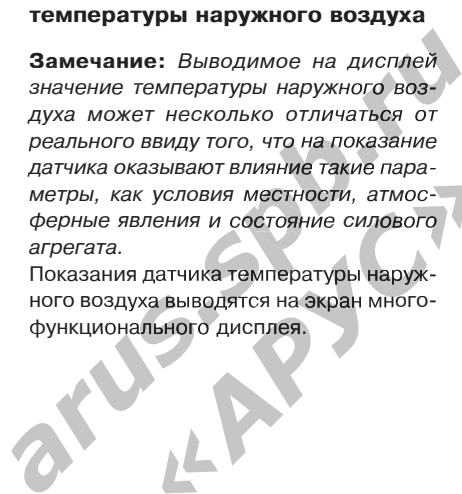 температуры наружного воздуха
Замечание: Выводимое на дисплей
значение температуры наружного воз-
духа может несколько отличаться от
реального ввиду того, что на показание
датчика оказывают влияние такие пара-
метры, как условия местности, атмос-
ферные явления и состояние силового
агрегата.
Показания датчика температуры наруж-
ного воздуха выводятся на экран много-
функционального дисплея.
arus.spb.ru
«АРУС»